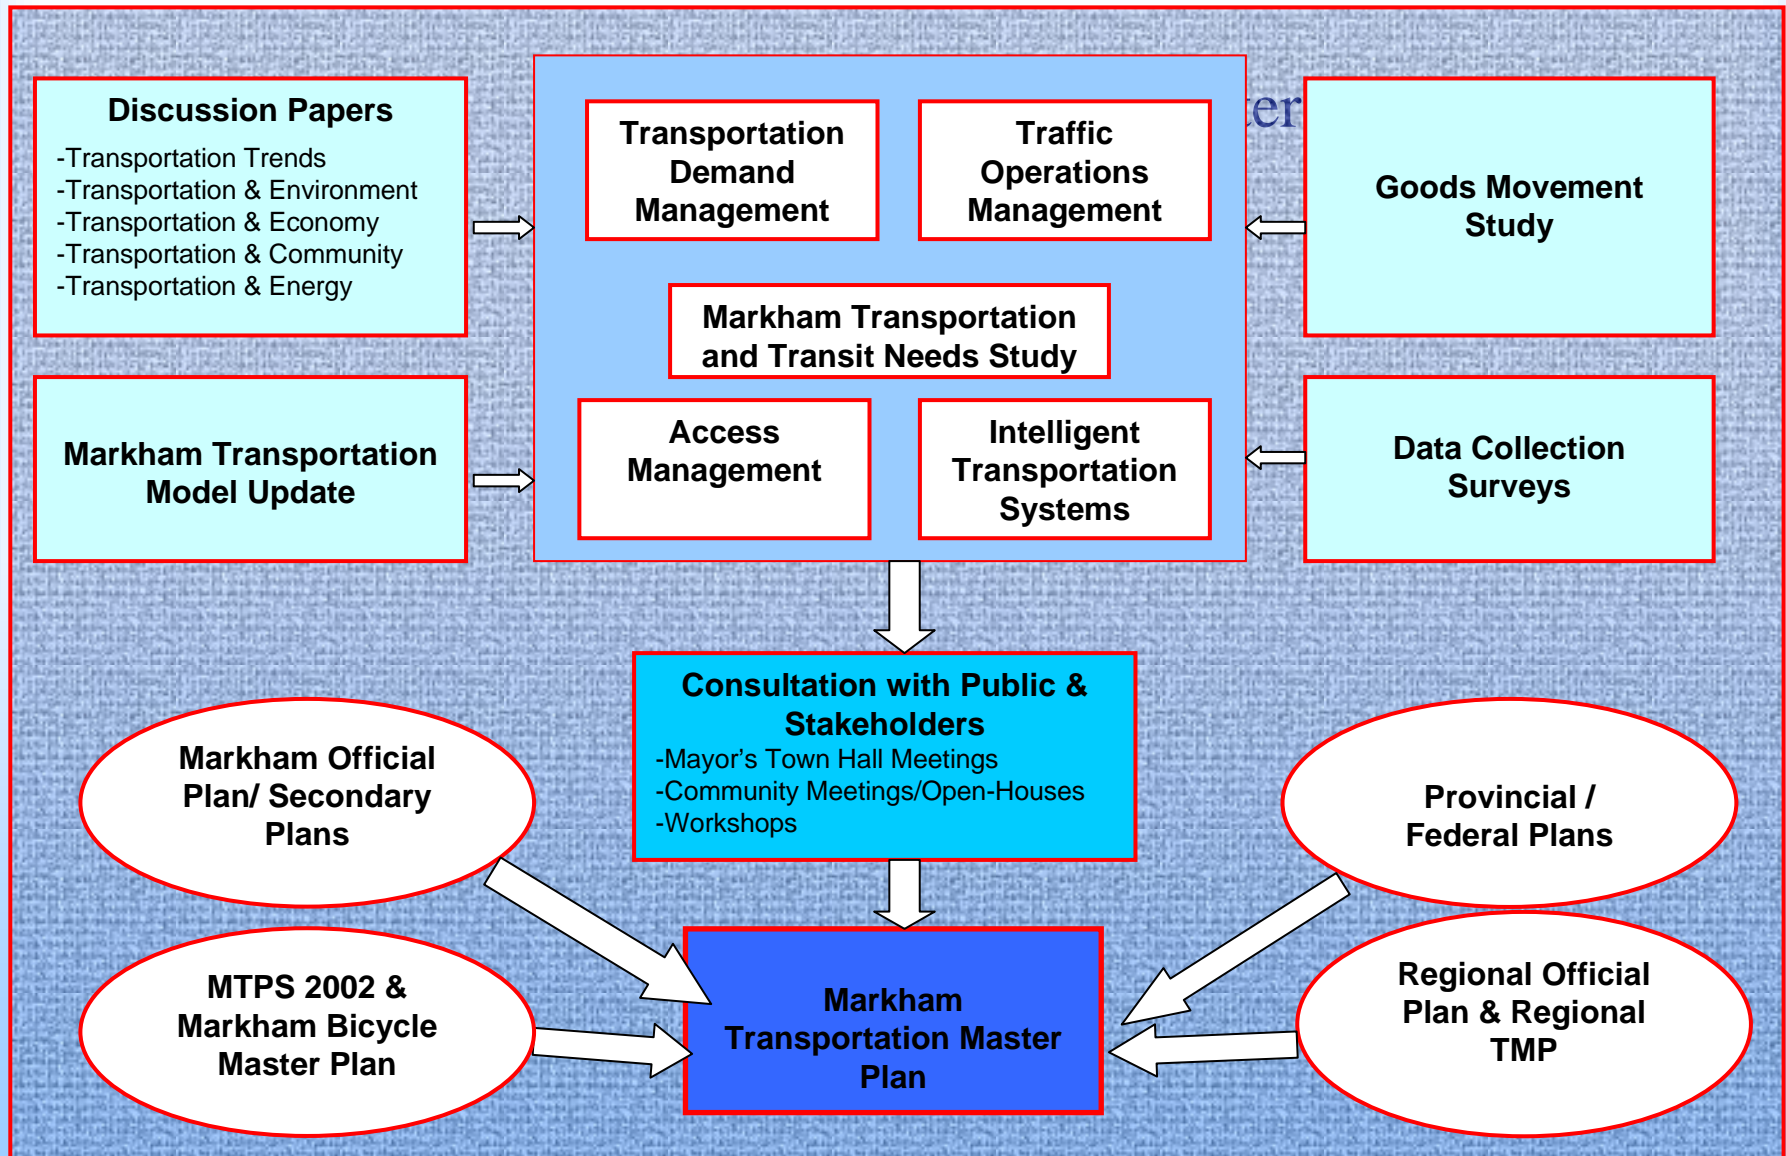 Discussion Papers
-Transportation Trends
-Transportation & Environment
-Transportation & Economy
-Transportation & Community
-Transportation & Energy
Transportation
Demand
Management
Traffic
Operations
Management
Goods Movement
Study
Markham Transportation
and Transit Needs Study
Markham Transportation
Model Update
Access
Management
Intelligent
Transportation
Systems
Data Collection
Surveys
Consultation with Public &
Stakeholders
-Mayor’s Town Hall Meetings
-Community Meetings/Open-Houses
-Workshops
Markham Official
Plan/ Secondary
Plans
Provincial /
Federal Plans
MTPS 2002 &
Markham Bicycle
Master Plan
Markham
Transportation Master
Plan
Regional Official
Plan & Regional
TMP